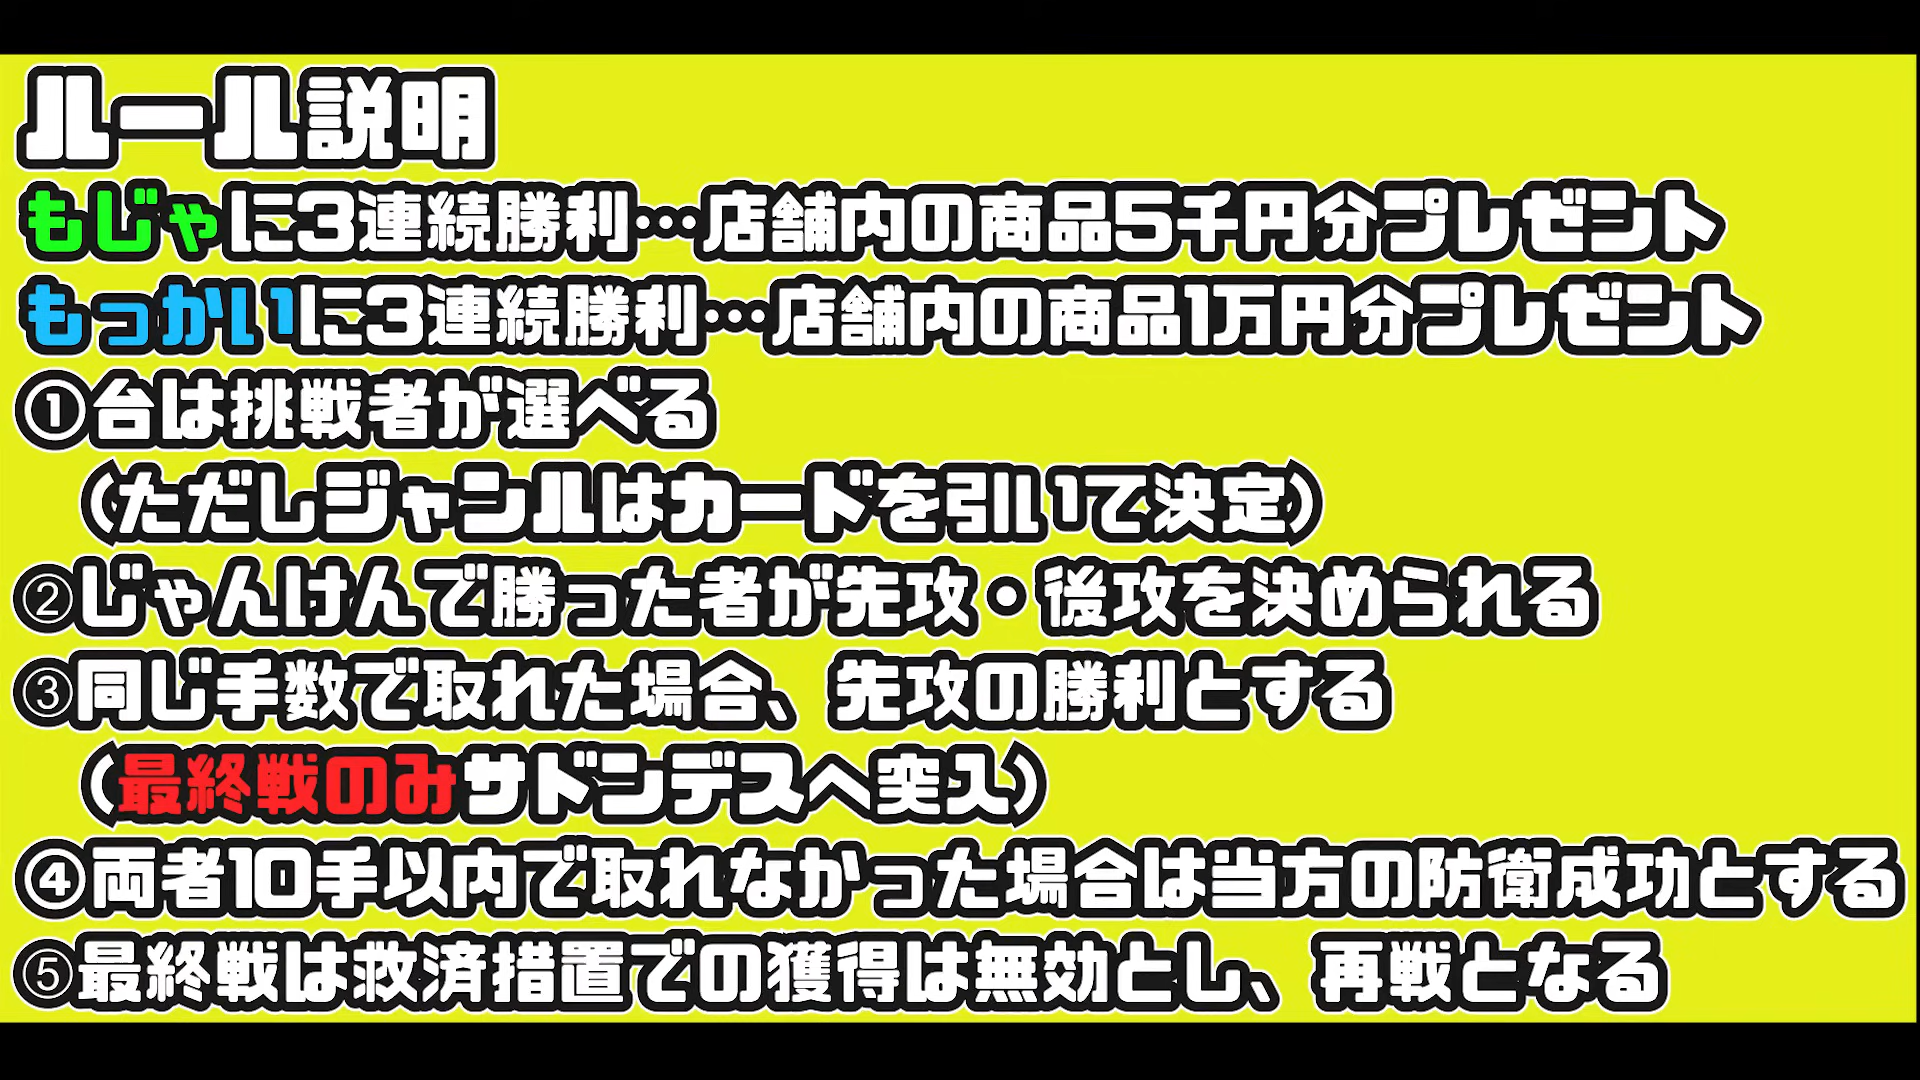 ルール説明
もじゃに3連続勝利…店舗内の商品5千円分プレゼント
もっかいに3連続勝利…店舗内の商品1万円分プレゼント
①台は挑戦者が選べる
(ただしジャンルはカードを引いて決定)
②じゃんけんで勝った者が先攻・後攻を決められる
③同じ手数で取れた場合、先攻の勝利とする
(最終戦のみサドンデスへ突入)
④両者10手以内で取れなかった場合は当方の防衛成功とする
⑤最終戦は救済措置での獲得は無効とし、再戦となる